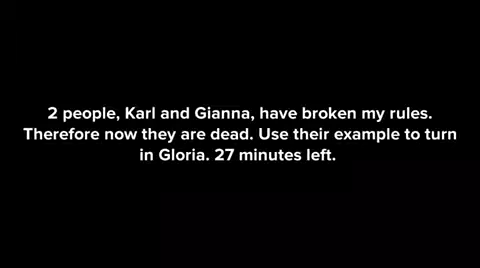 2 people, Karl and Gianna, have broken my rules.
Therefore now they are dead. Use their example to turn
in Gloria. 27 minutes left.